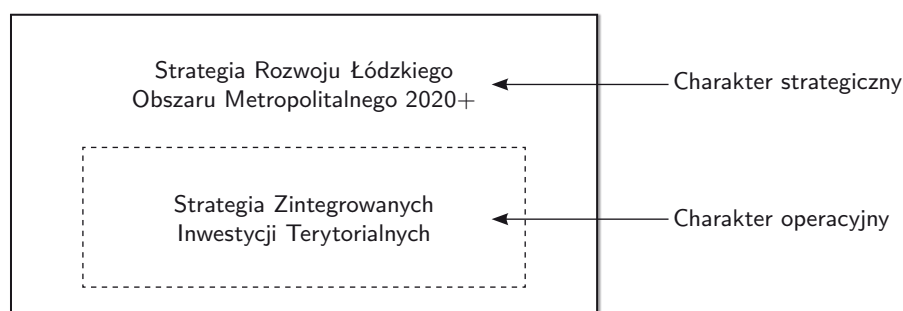 Strategia Rozwoju Łódzkiego
Obszaru Metropolitalnego 2020+
Charakter strategiczny
Strategia Zintegrowanych
Inwestycji Terytorialnych
Charakter operacyjny